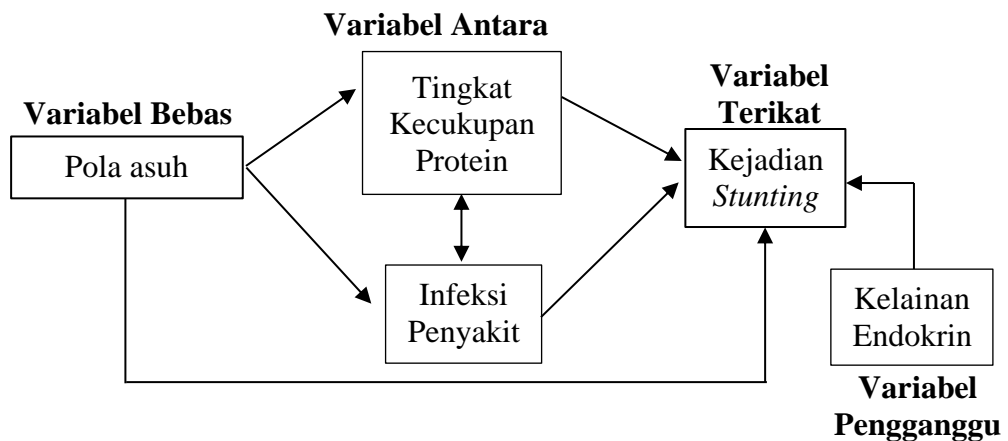 Variabel Antara
Variabel Bebas
Pola asuh
Tingkat
Kecukupan
Protein
Infeksi
Penyakit
Variabel
Terikat
Kejadian
Stunting
Kelainan
Endokrin
Variabel
Pengganggu